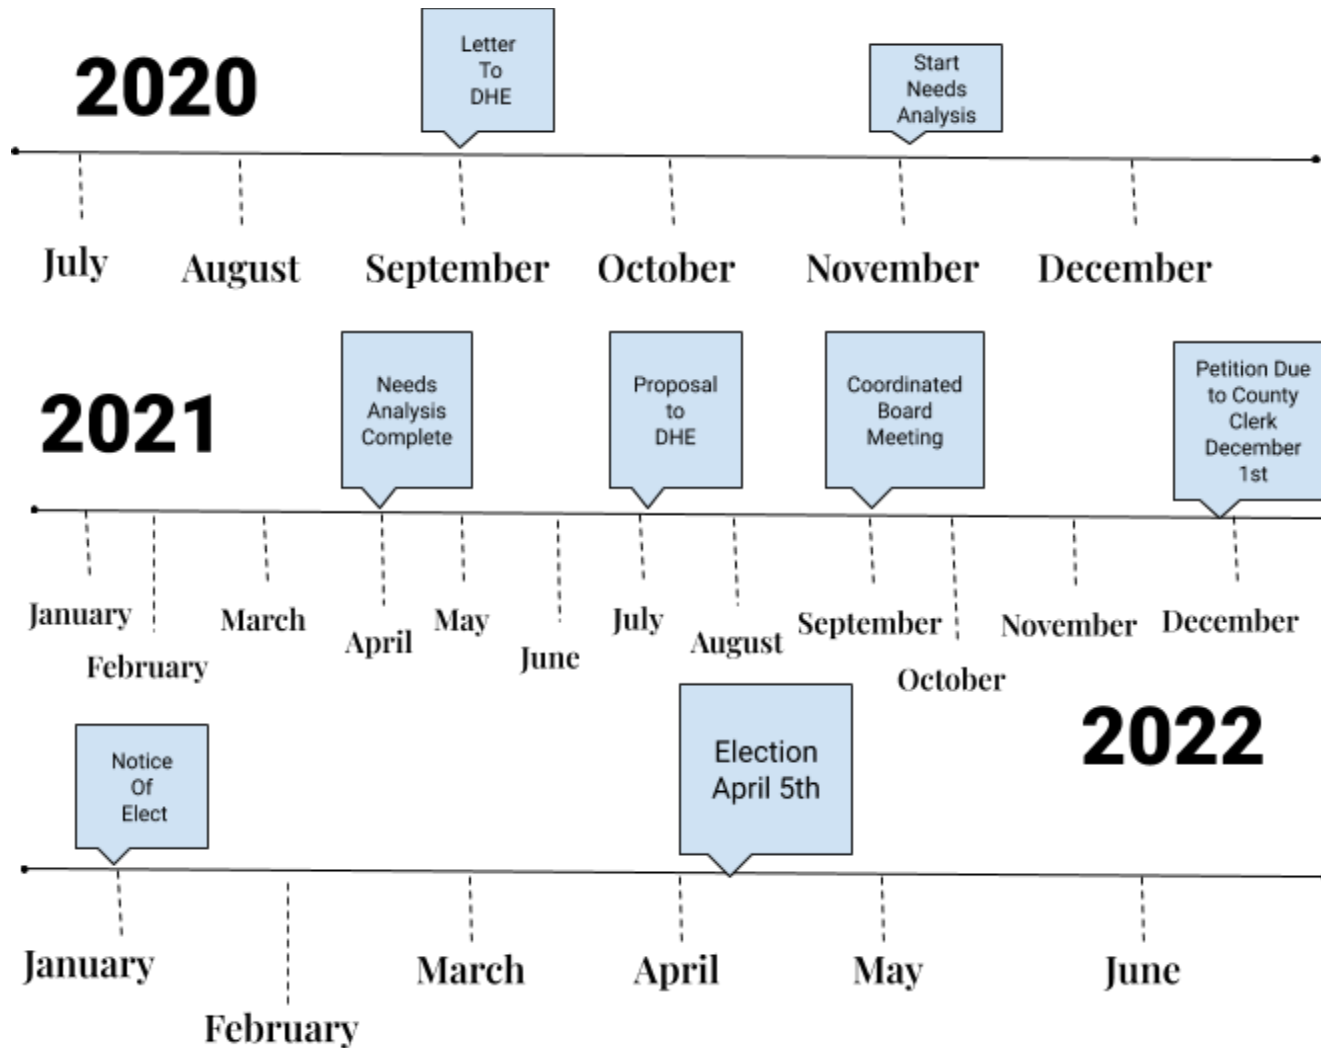 2020
Letter
To
DHE
Start
Needs
Analysis
July August September October November December
2021
Needs
Analysis
Complete
Proposal
to
DHE
Coordinated
Board
Meeting
Petition Due
to County
Clerk
December
1st
January February March April May June July August September October November December
2022
Notice
Of
Elect
Election
April 5th
January February March April May June